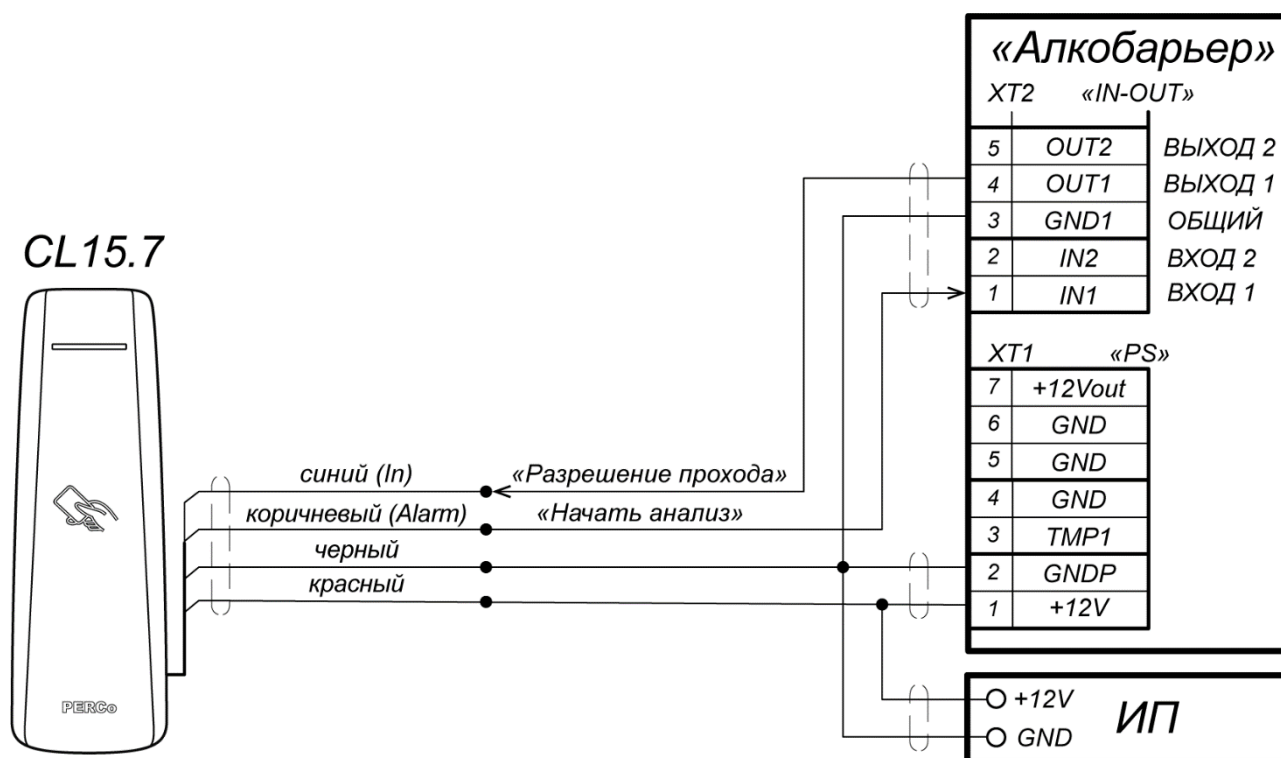 «Алкобарьер»
XT2 «IN-OUT»
5 OUT2 ВЫХОД 2
4 OUT1 ВЫХОД 1
3 GND1 ОБЩИЙ
2 IN2 ВХОД 2
1 IN1 ВХОД 1
XT1 «PS»
7 +12Vout
6 GND
5 GND
4 GND
3 TMP1
2 GNDP
1 +12V
CL15.7
синий (In) «Разрешение прохода»
коричневый (Alarm) «Начать анализ»
черный
красный
PERCo
+12V
ИП
GND